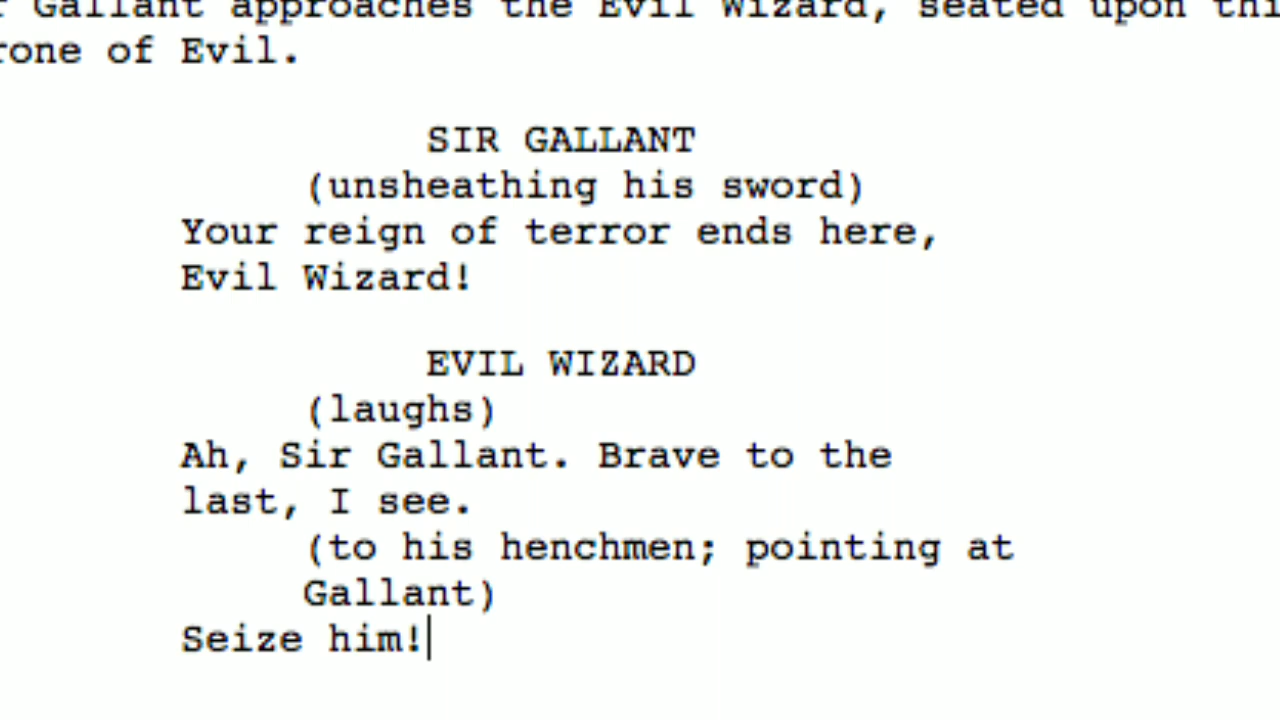 Gallant approaches the Evil Wizard, seated upon
of Evil.
SIR GALLANT
(unsheathing his sword)
Your reign of terror ends here,
Evil Wizard!
EVIL WIZARD
(laughs)
Ah, Sir Gallant. Brave to the
last, I see.
(to his henchmen; pointing at
Gallant)
Seize him!